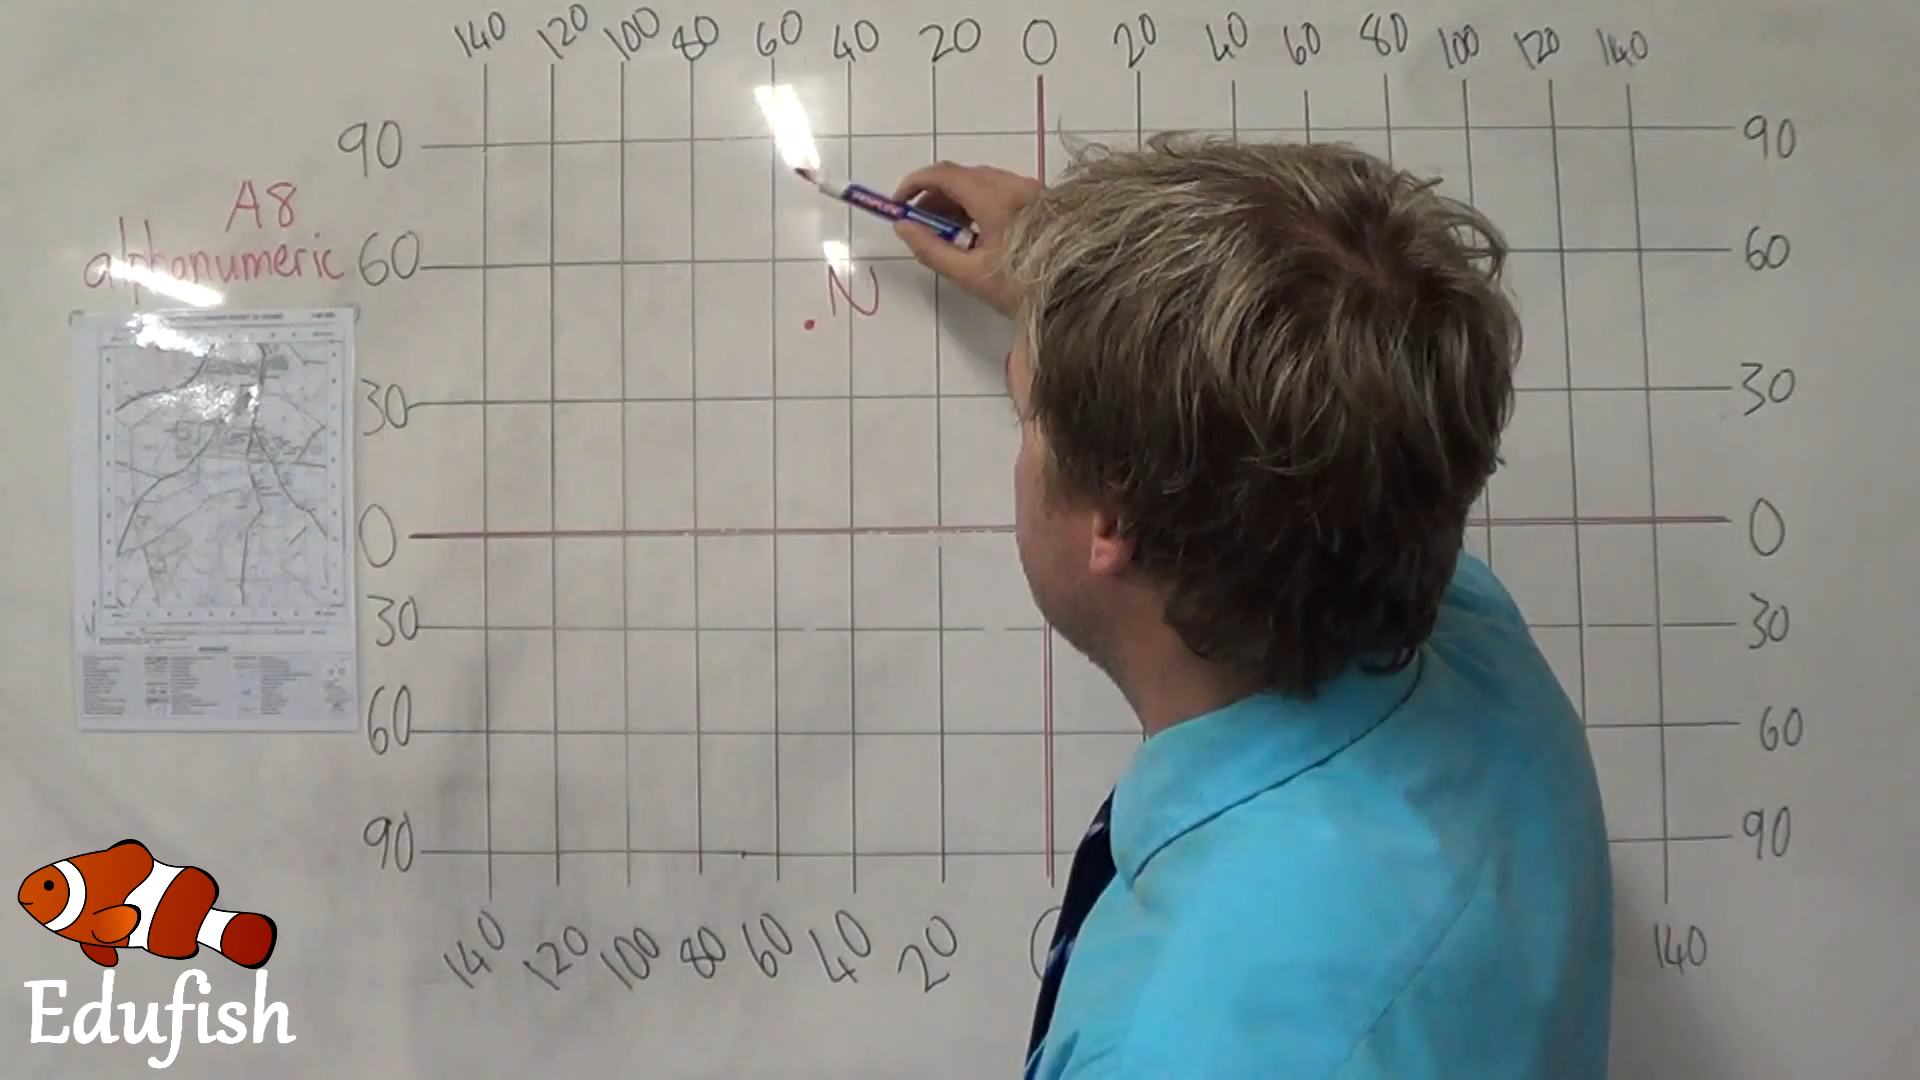 140 120 100 80 60 40 20 0 20 40 60 80 100 120 140
90 90
A8
alphanumeric 60 60
N
30 30
0 0
30 30
60 60
90 90
140 120 100 80 60 40 20 140
Edufish